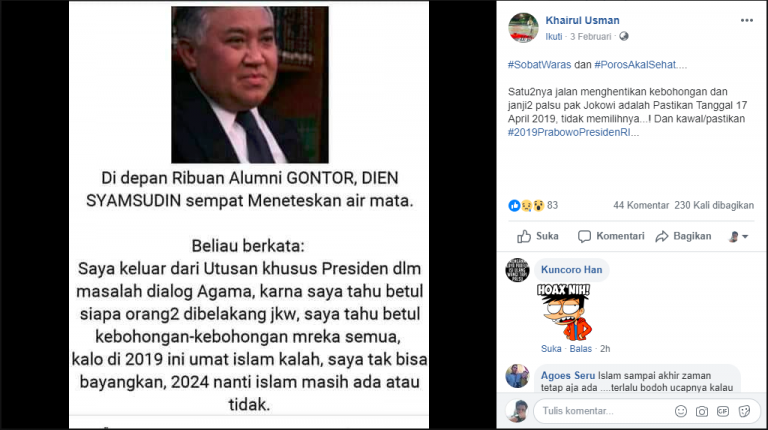 Di depan Ribuan Alumni GONTOR, DIEN
SYAMSUDIN sempat Meneteskan air mata.
Beliau berkata:
Saya keluar dari Utusan khusus Presiden dlm
masalah dialog Agama, karna saya tahu betul
siapa orang2 dibelakang jkw, saya tahu betul
kebohongan-kebohongan mreka semua,
kalo di 2019 ini umat islam kalah, saya tak bisa
bayangkan, 2024 nanti islam masih ada atau
tidak.
Khairul Usman
Ikuti · 3 Februari ·
#SobatWaras dan #PorosAkalSehat....
Satu2nya jalan menghentikan kebohongan dan
janji2 palsu pak Jokowi adalah Pastikan Tanggal 17
April 2019, tidak memilihnya...! Dan kawal/pastikan
#2019PrabowoPresidenRI...
83
44 Komentar 230 Kali dibagikan
Suka Komentari Bagikan
Kuncoro Han
HOAX NIH!
Suka · Balas · 2h
Agoes Seru Islam sampai akhir zaman
tetap aja ada ....terlalu bodoh ucapnya kalau
Tulis komentar...
GIF